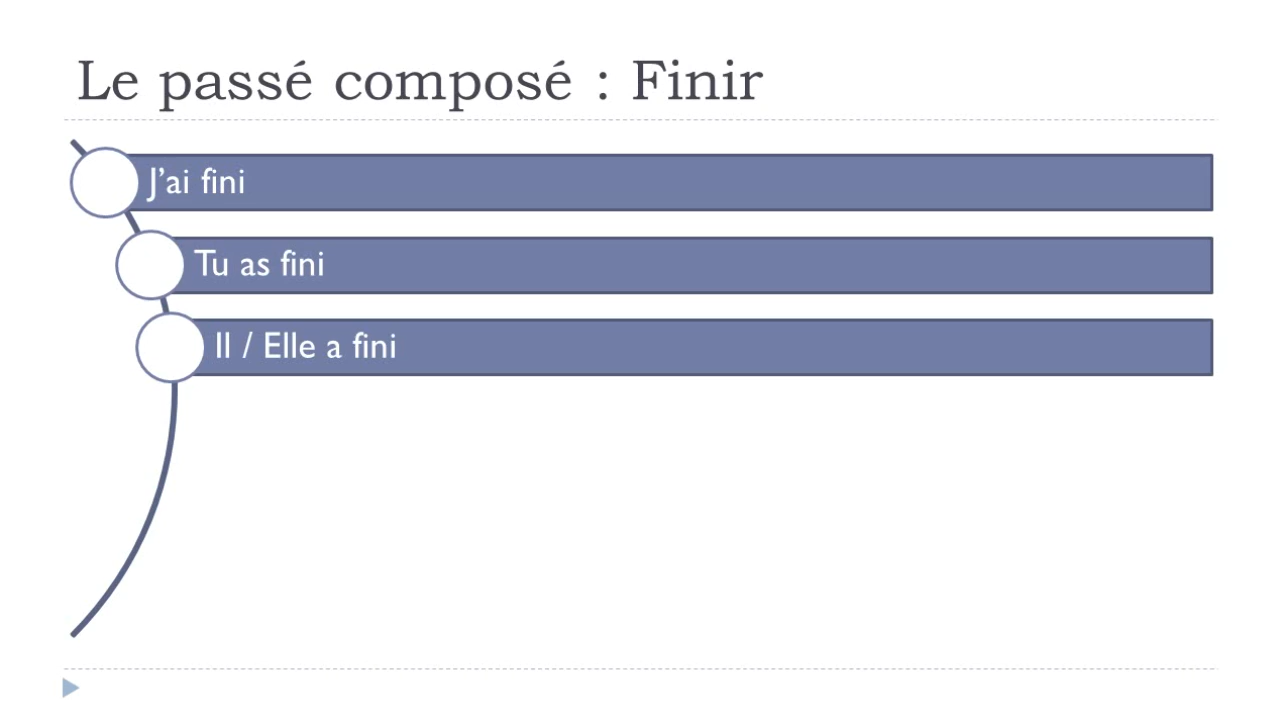 Le passé composé : Finir
J’ai fini
Tu as fini
Il / Elle a fini